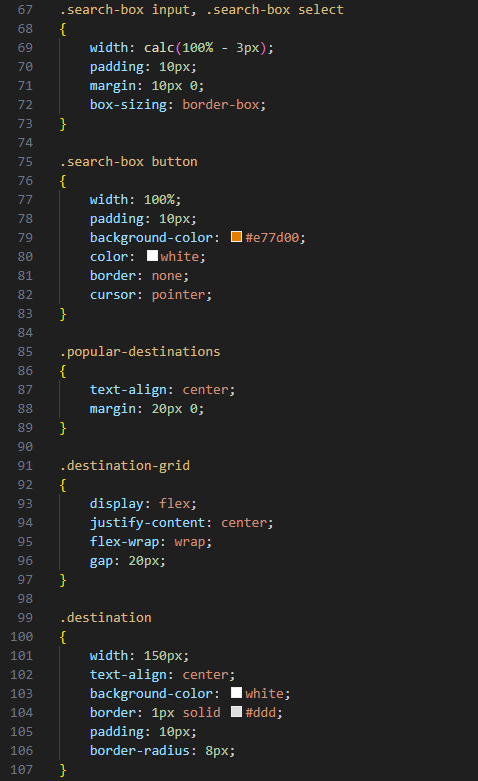 67 .search-box input, .search-box select
68 {
69     width: calc(100% - 3px);
70     padding: 10px;
71     margin: 10px 0;
72     box-sizing: border-box;
73 }
74
75 .search-box button
76 {
77     width: 100%;
78     padding: 10px;
79     background-color: #e77d00;
80     color: white;
81     border: none;
82     cursor: pointer;
83 }
84
85 .popular-destinations
86 {
87     text-align: center;
88     margin: 20px 0;
89 }
90
91 .destination-grid
92 {
93     display: flex;
94     justify-content: center;
95     flex-wrap: wrap;
96     gap: 20px;
97 }
98
99 .destination
100 {
101     width: 150px;
102     text-align: center;
103     background-color: white;
104     border: 1px solid #ddd;
105     padding: 10px;
106     border-radius: 8px;
107 }